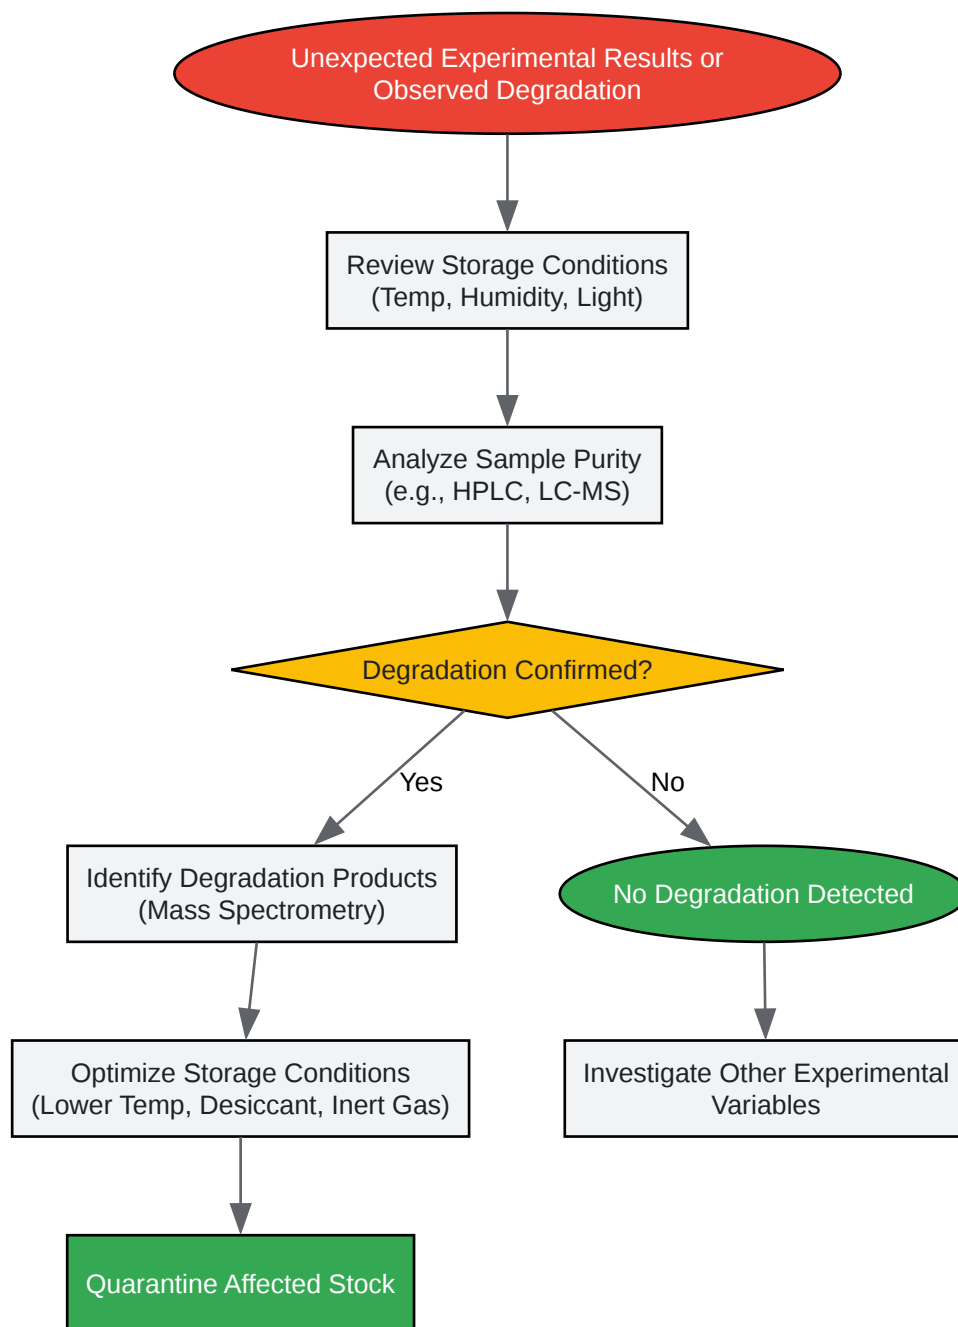 Unexpected Experimental Results or
Observed Degradation
Review Storage Conditions
(Temp, Humidity, Light)
Analyze Sample Purity
(e.g., HPLC, LC-MS)
Degradation Confirmed?
Yes
No
Identify Degradation Products
(Mass Spectrometry)
No Degradation Detected
Optimize Storage Conditions
(Lower Temp, Desiccant, Inert Gas)
Investigate Other Experimental
Variables
Quarantine Affected Stock